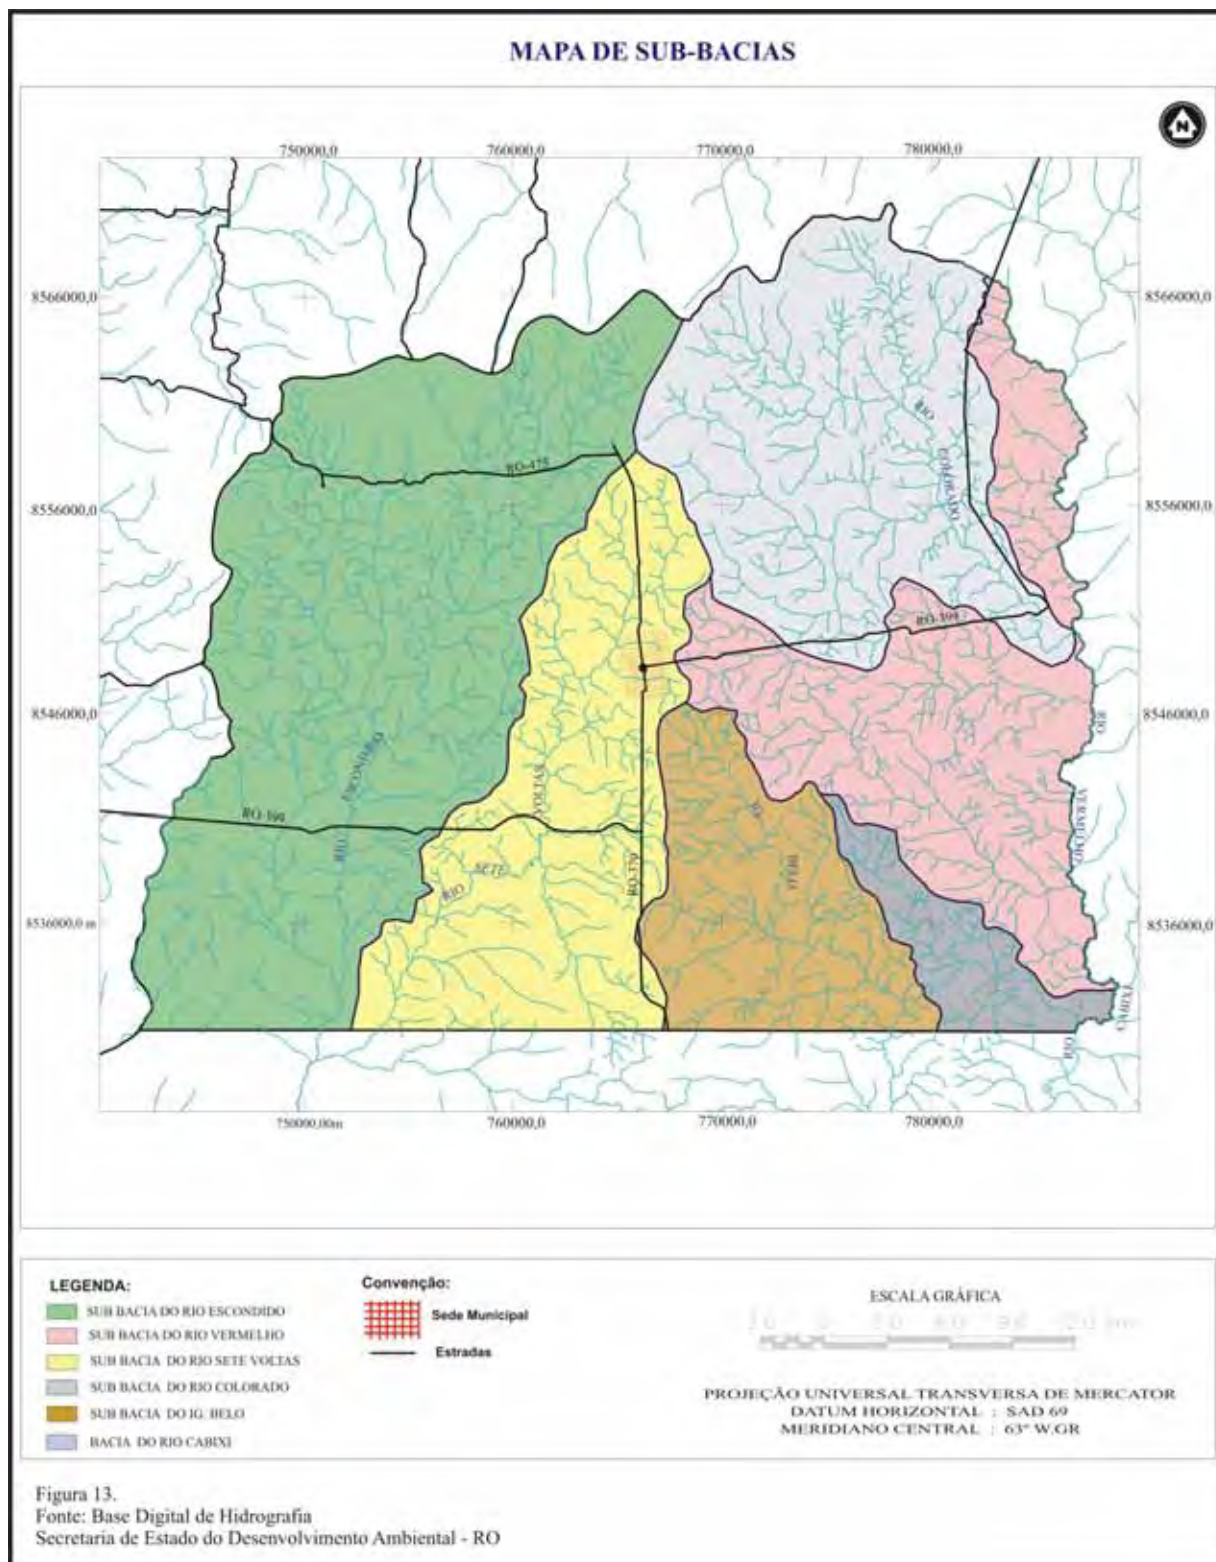 MAPA DE SUB-BACIAS
N
750000,0 760000,0 770000,0 780000,0
8566000,0 8566000,0
RIO
COLORADO
RO-370
8556000,0 8556000,0
RO-399
8546000,0 8546000,0
RIO
ESCONDIDO
VOLTAS
VERMELHO
RO-399
RIO
SETE
RIO
RO-370
IG.
BELO
8536000,0 m 8536000,0
CABIXI
RIO
750000,00m 760000,0 770000,0 780000,0
LEGENDA:
SUB BACIA DO RIO ESCONDIDO
SUB BACIA DO RIO VERMELHO
SUB BACIA DO RIO SETE VOLTAS
SUB BACIA DO RIO COLORADO
SUB BACIA DO IG. BELO
BACIA DO RIO CABIXI
Convenção:
Sede Municipal
Estradas
ESCALA GRÁFICA
PROJEÇÃO UNIVERSAL TRANSVERSA DE MERCATOR
DATUM HORIZONTAL : SAD 69
MERIDIANO CENTRAL : 63° W.GR
Figura 13.
Fonte: Base Digital de Hidrografia
Secretaria de Estado do Desenvolvimento Ambiental - RO